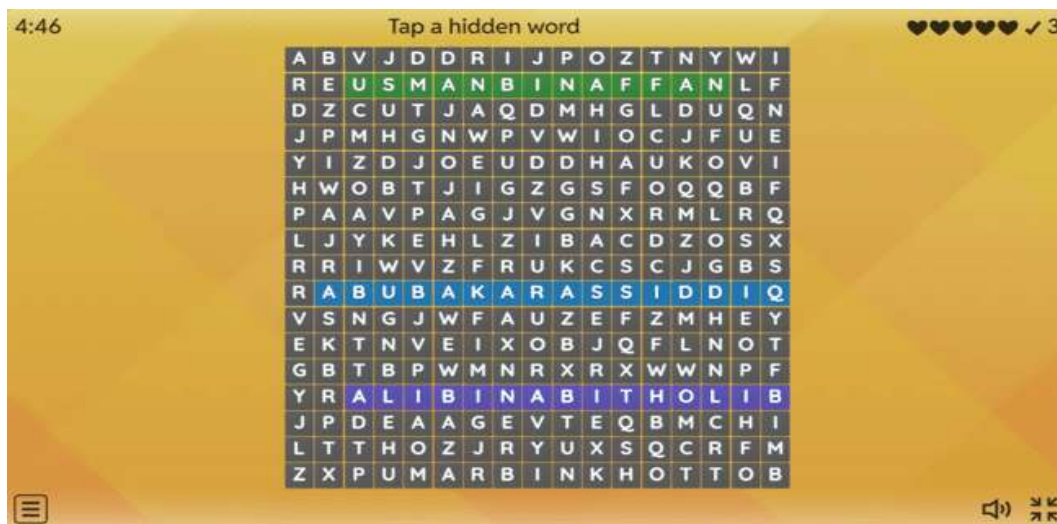 4:46 Tap a hidden word ✓ 3
A B V J D D R I J P O Z T N Y W I
R E U S M A N B I N A F F A N L F
D Z C U T J A Q D M H G L D U Q N
J P M H G N W P V W I O C J F U E
Y I Z D J O E U D D H A U K O V I
H W O B T J I G Z G S F O Q Q B F
P A A V P A G J V G N X R M L R Q
L J Y K E H L Z I B A C D Z O S X
R R I W V Z F R U K C S C J G B S
R A B U B A K A R A S S I D D I Q
V S N G J W F A U Z E F Z M H E Y
E K T N V E I X O B J Q F L N O T
G B T B P W M N R X R X W W N P F
Y R A L I B I N A B I T H O L I B
J P D E A A G E V T E Q B M C H I
L T T H O Z J R Y U X S Q C R F M
Z X P U M A R B I N K H O T T O B